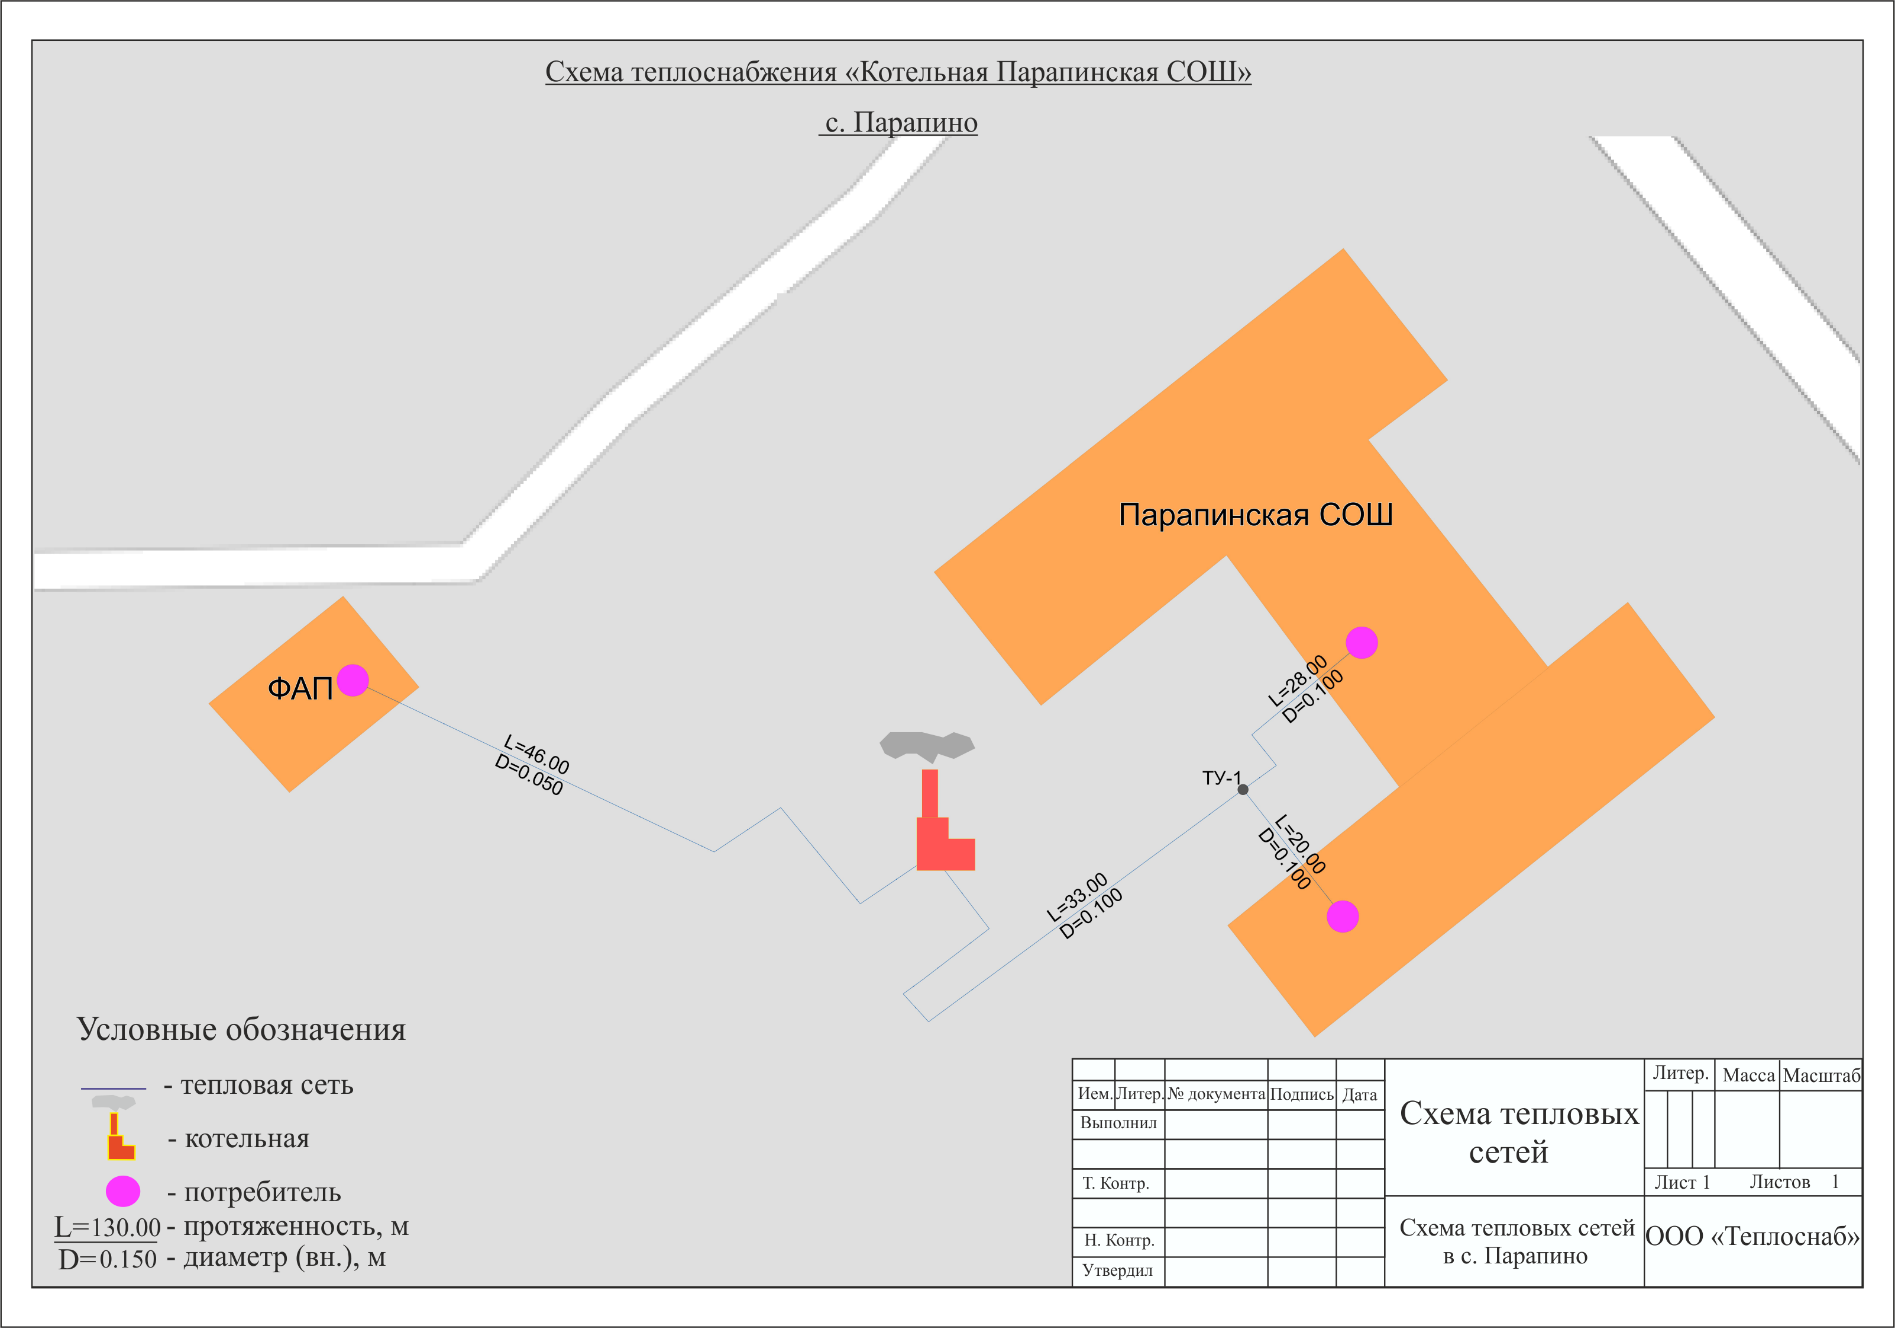 Схема теплоснабжения «Котельная Парапинская СОШ»
с. Парапино
Парапинская СОШ
ФАП
L=46.00
D=0.050
L=28.00
D=0.100
ТУ-1
L=20.00
D=0.100
L=33.00
D=0.100
Условные обозначения
- тепловая сеть
- котельная
- потребитель
L=130.00 - протяженность, м
D=0.150 - диаметр (вн.), м
Ием. Литер. № документа Подпись Дата
Выполнил
Т. Контр.
Н. Контр.
Утвердил
Схема тепловых
сетей
Схема тепловых сетей
в с. Парапино
Литер. Масса Масштаб
Лист 1 Листов 1
ООО «Теплоснаб»